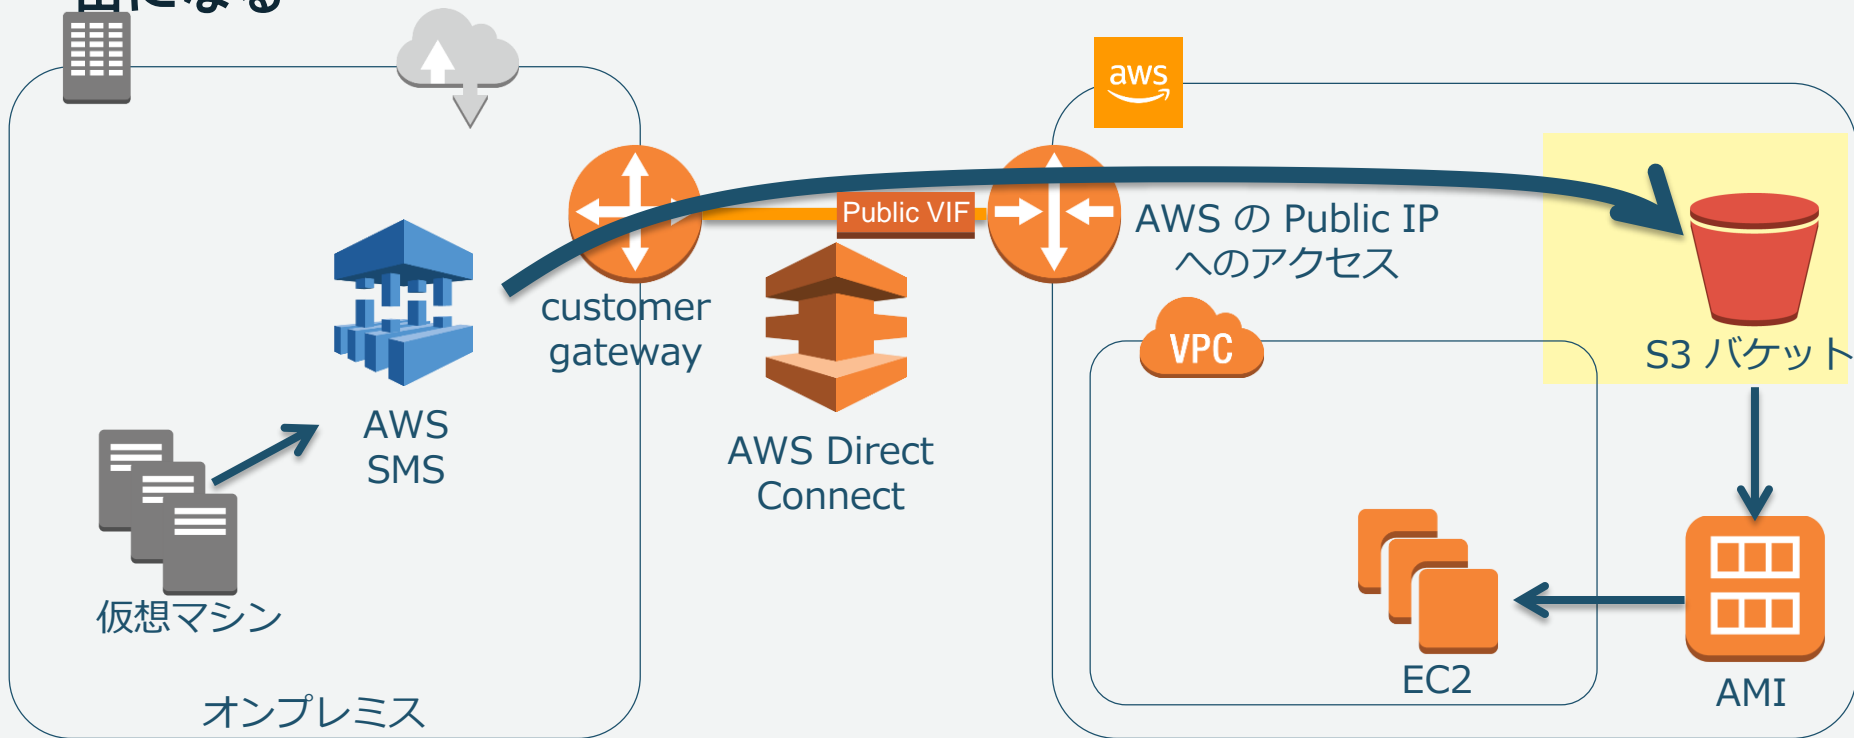 aws
Public VIF
AWS の Public IP
へのアクセス
customer
gateway
VPC
S3 バケット
AWS
SMS
AWS Direct
Connect
仮想マシン
EC2
AMI
オンプレミス